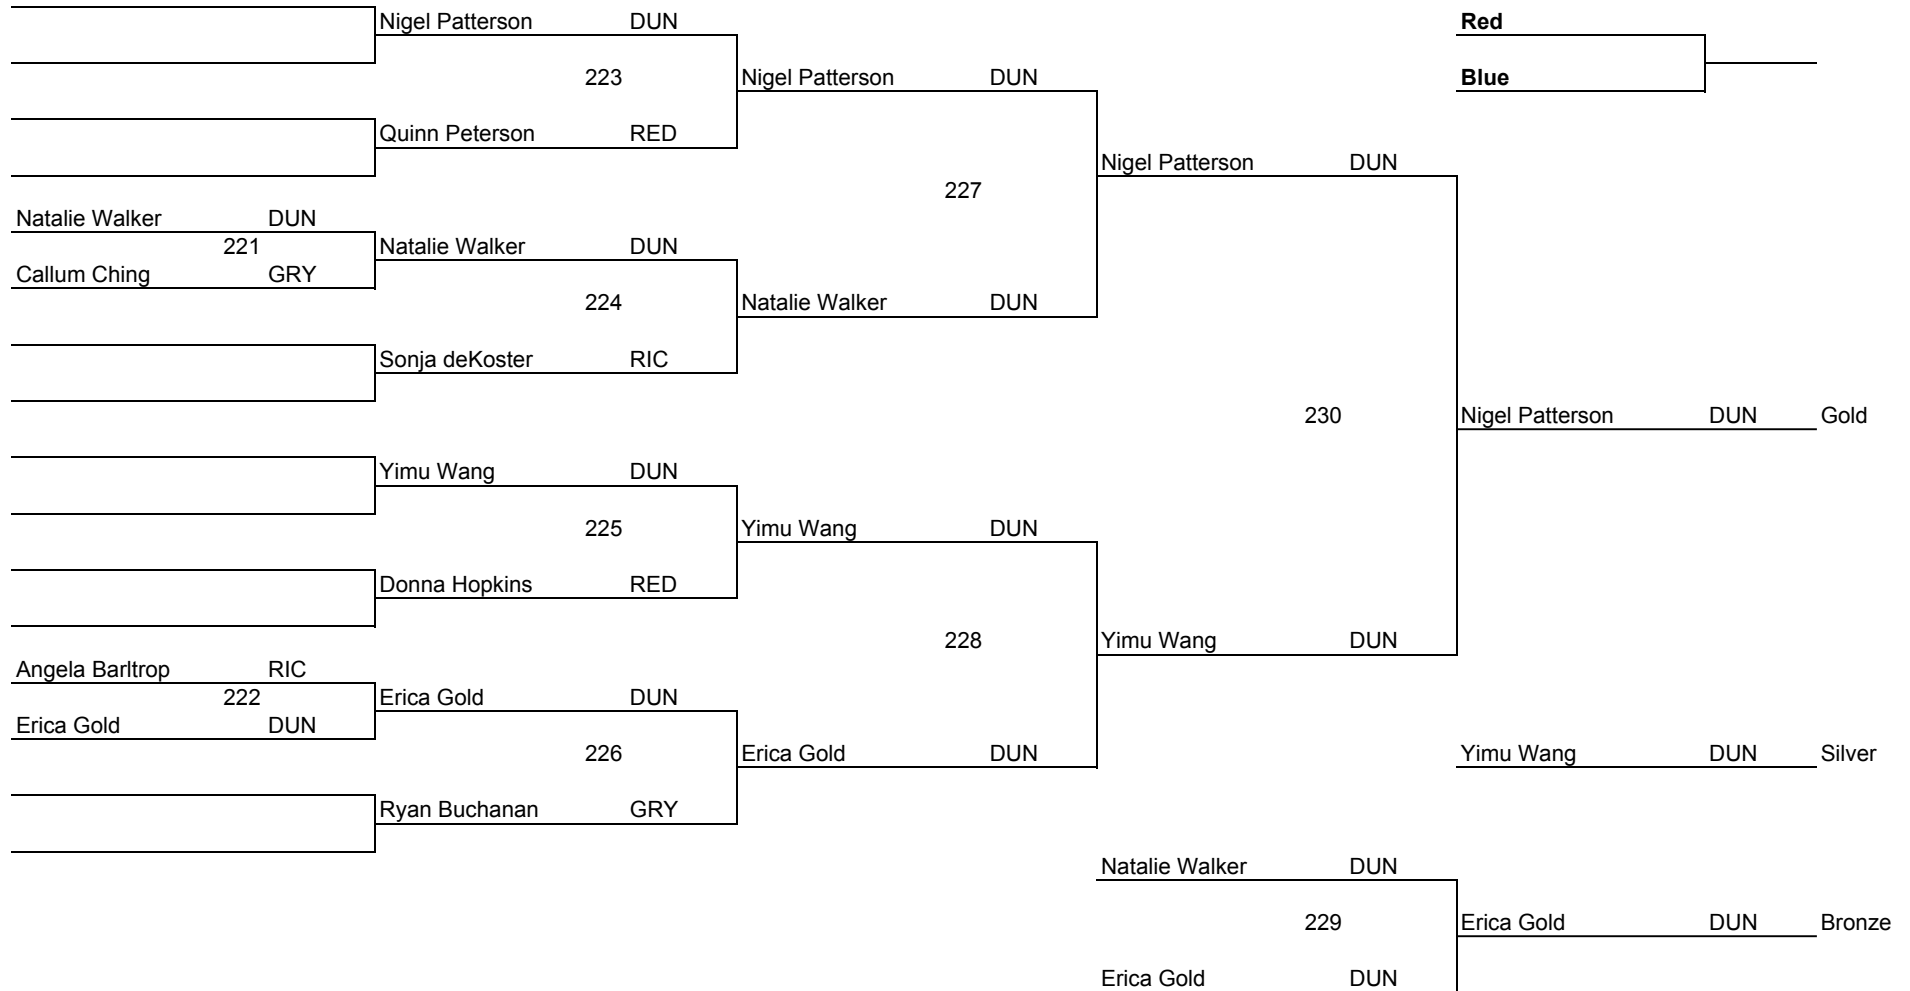 Nigel Patterson DUN Red
223 Nigel Patterson DUN Blue
Quinn Peterson RED
Nigel Patterson DUN
227
Natalie Walker DUN
221 Natalie Walker DUN
Callum Ching GRY
224 Natalie Walker DUN
Sonja deKoster RIC
230 Nigel Patterson DUN Gold
Yimu Wang DUN
225 Yimu Wang DUN
Donna Hopkins RED
228 Yimu Wang DUN
Angela Barltrop RIC
222 Erica Gold DUN
Erica Gold DUN
226 Erica Gold DUN Yimu Wang DUN Silver
Ryan Buchanan GRY
Natalie Walker DUN
229 Erica Gold DUN Bronze
Erica Gold DUN